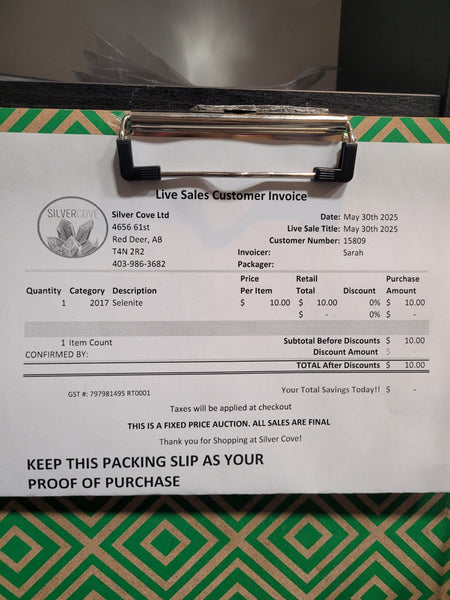 Live Sales Customer Invoice
SILVERCOVE
Silver Cove Ltd
4656 61st
Red Deer, AB
T4N 2R2
403-986-3682
Date: May 30th 2025
Live Sale Title: May 30th 2025
Customer Number: 15809
Invoicer: Sarah
Packager:
Quantity Category Description Price Per Item Retail Total Discount Purchase Amount
1 2017 Selenite $ 10.00 $ 10.00 0% $ 10.00
$ - 0% $ -
1 Item Count Subtotal Before Discounts $ 10.00
CONFIRMED BY: Discount Amount $ -
TOTAL After Discounts $ 10.00
GST #: 797981495 RT0001 Your Total Savings Today!! $ -
Taxes will be applied at checkout
THIS IS A FIXED PRICE AUCTION. ALL SALES ARE FINAL
Thank you for Shopping at Silver Cove!
KEEP THIS PACKING SLIP AS YOUR
PROOF OF PURCHASE